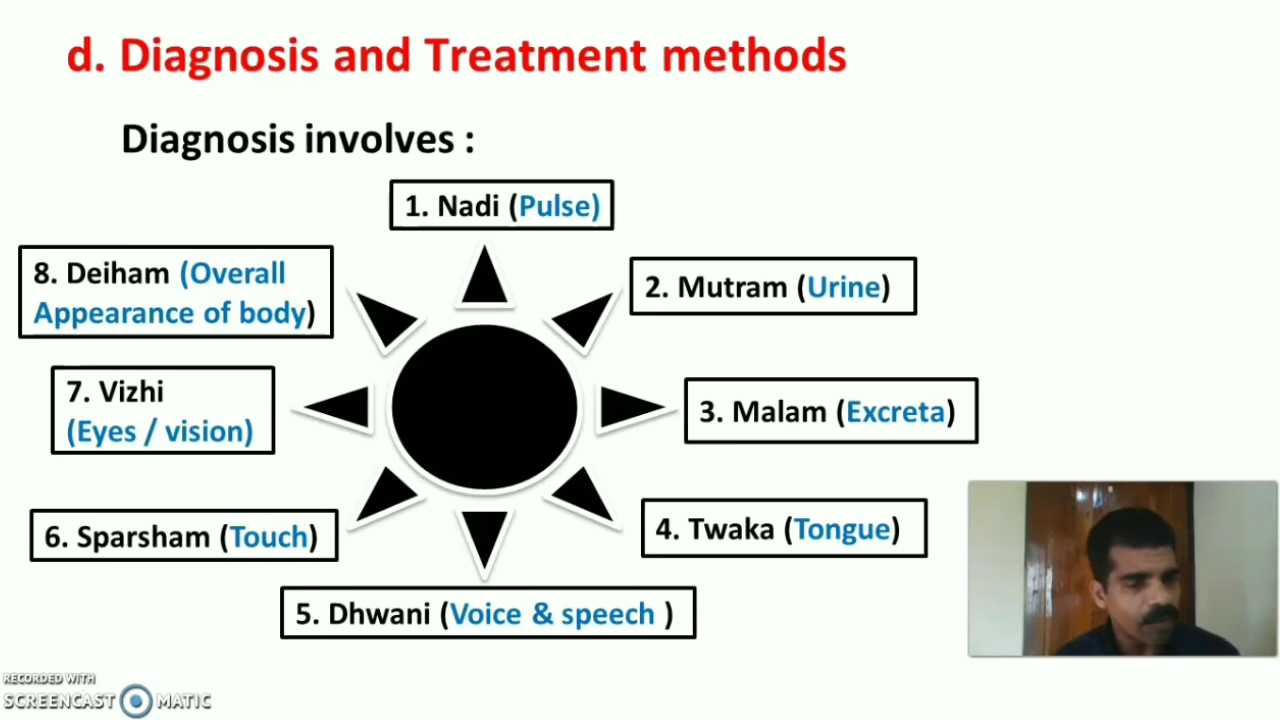 d. Diagnosis and Treatment methods
Diagnosis involves :
1. Nadi (Pulse)
2. Mutram (Urine)
3. Malam (Excreta)
4. Twaka (Tongue)
5. Dhwani (Voice & speech )
6. Sparsham (Touch)
7. Vizhi
(Eyes / vision)
8. Deiham (Overall
Appearance of body)
RECORDED WITH
SCREENCAST MATIC